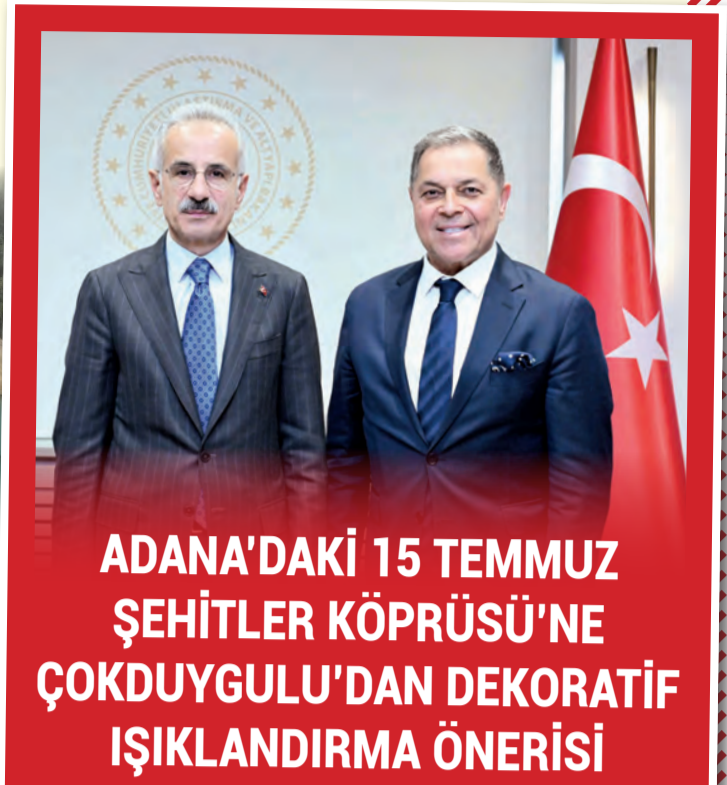 ADANA'DAKİ 15 TEMMUZ
ŞEHİTLER KÖPRÜSÜ'NE
ÇOKDUYGULU'DAN DEKORATİF
IŞIKLANDIRMA ÖNERİSİ